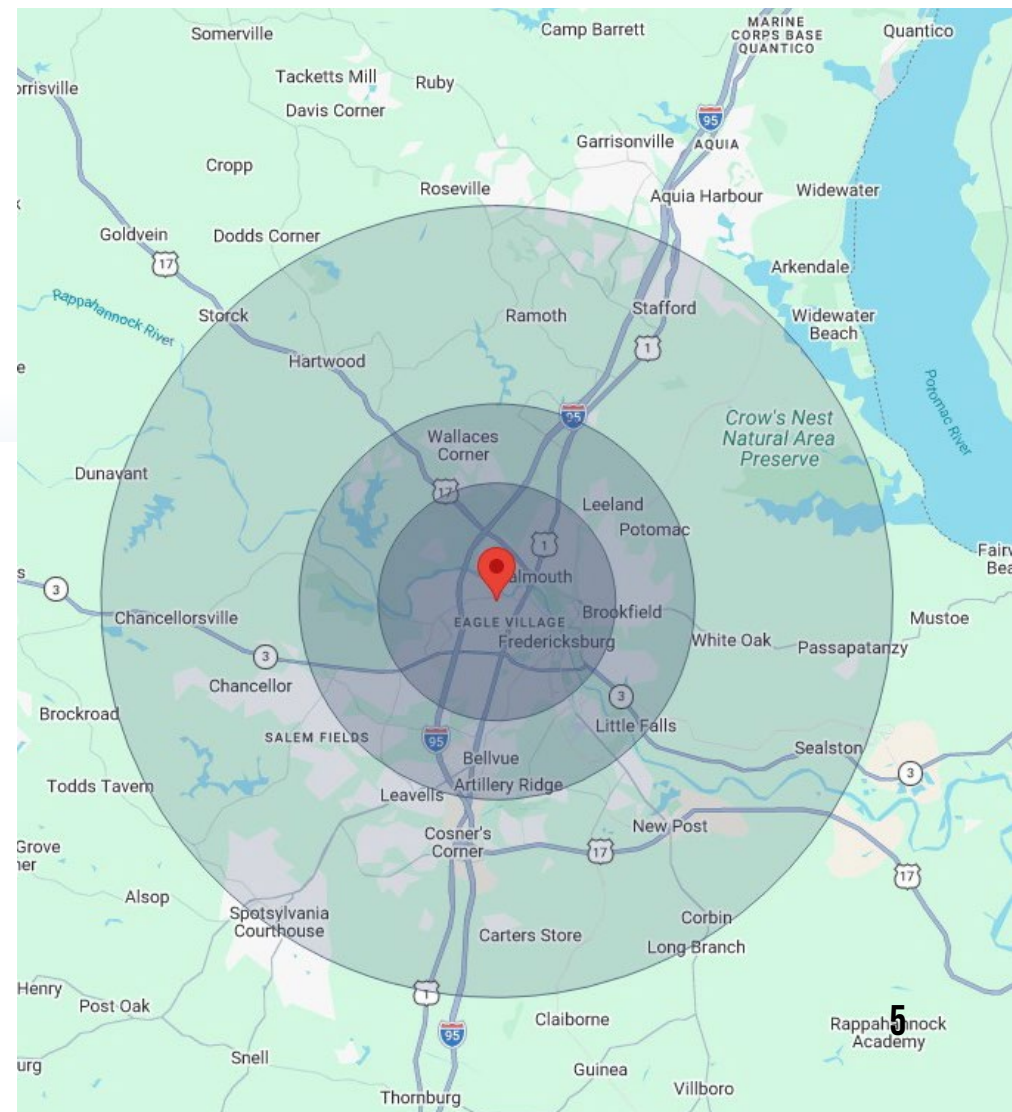 MARINE
CORPS BASE
QUANTICO
Somerville
Camp Barrett
Quantico
Tacketts Mill
Ruby
orrisville
Davis Corner
95
Garrisonville
AQUIA
Cropp
Roseville
Aquia Harbour
Widewater
Goldvein
Dodds Corner
17
Arkendale
Rappahannock River
Storck
Ramoth
Stafford
Widewater
Beach
1
Hartwood
Potomac River
95
Crow's Nest
Natural Area
Preserve
Wallaces
Corner
Dunavant
17
Leeland
Potomac
1
Fairv
Bea
almouth
3
Chancellorsville
EAGLE VILLAGE
Brookfield
Mustoe
Fredericksburg
White Oak
Passapatanzy
3
Chancellor
3
Brockroad
Little Falls
SALEM FIELDS
95
Sealston
Bellvue
3
Todds Tavern
Artillery Ridge
Leavells
Cosner's
Corner
New Post
Grove
ner
17
17
Alsop
Spotsylvania
Courthouse
Corbin
Carters Store
Long Branch
Henry
1
Post Oak
Claiborne
5
Rappahannock
Academy
95
Snell
urg
Guinea
Villboro
Thornburg